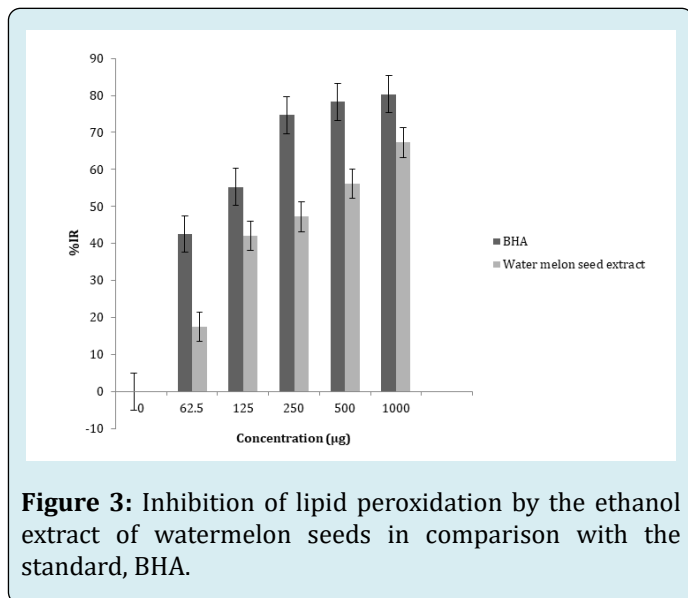 90
80
70
60
50
40
30
20
10
0
-10
%IR
0 62.5 125 250 500 1000
Concentration (µg)
BHA
Water melon seed extract
Figure 3: Inhibition of lipid peroxidation by the ethanol
extract of watermelon seeds in comparison with the
standard, BHA.